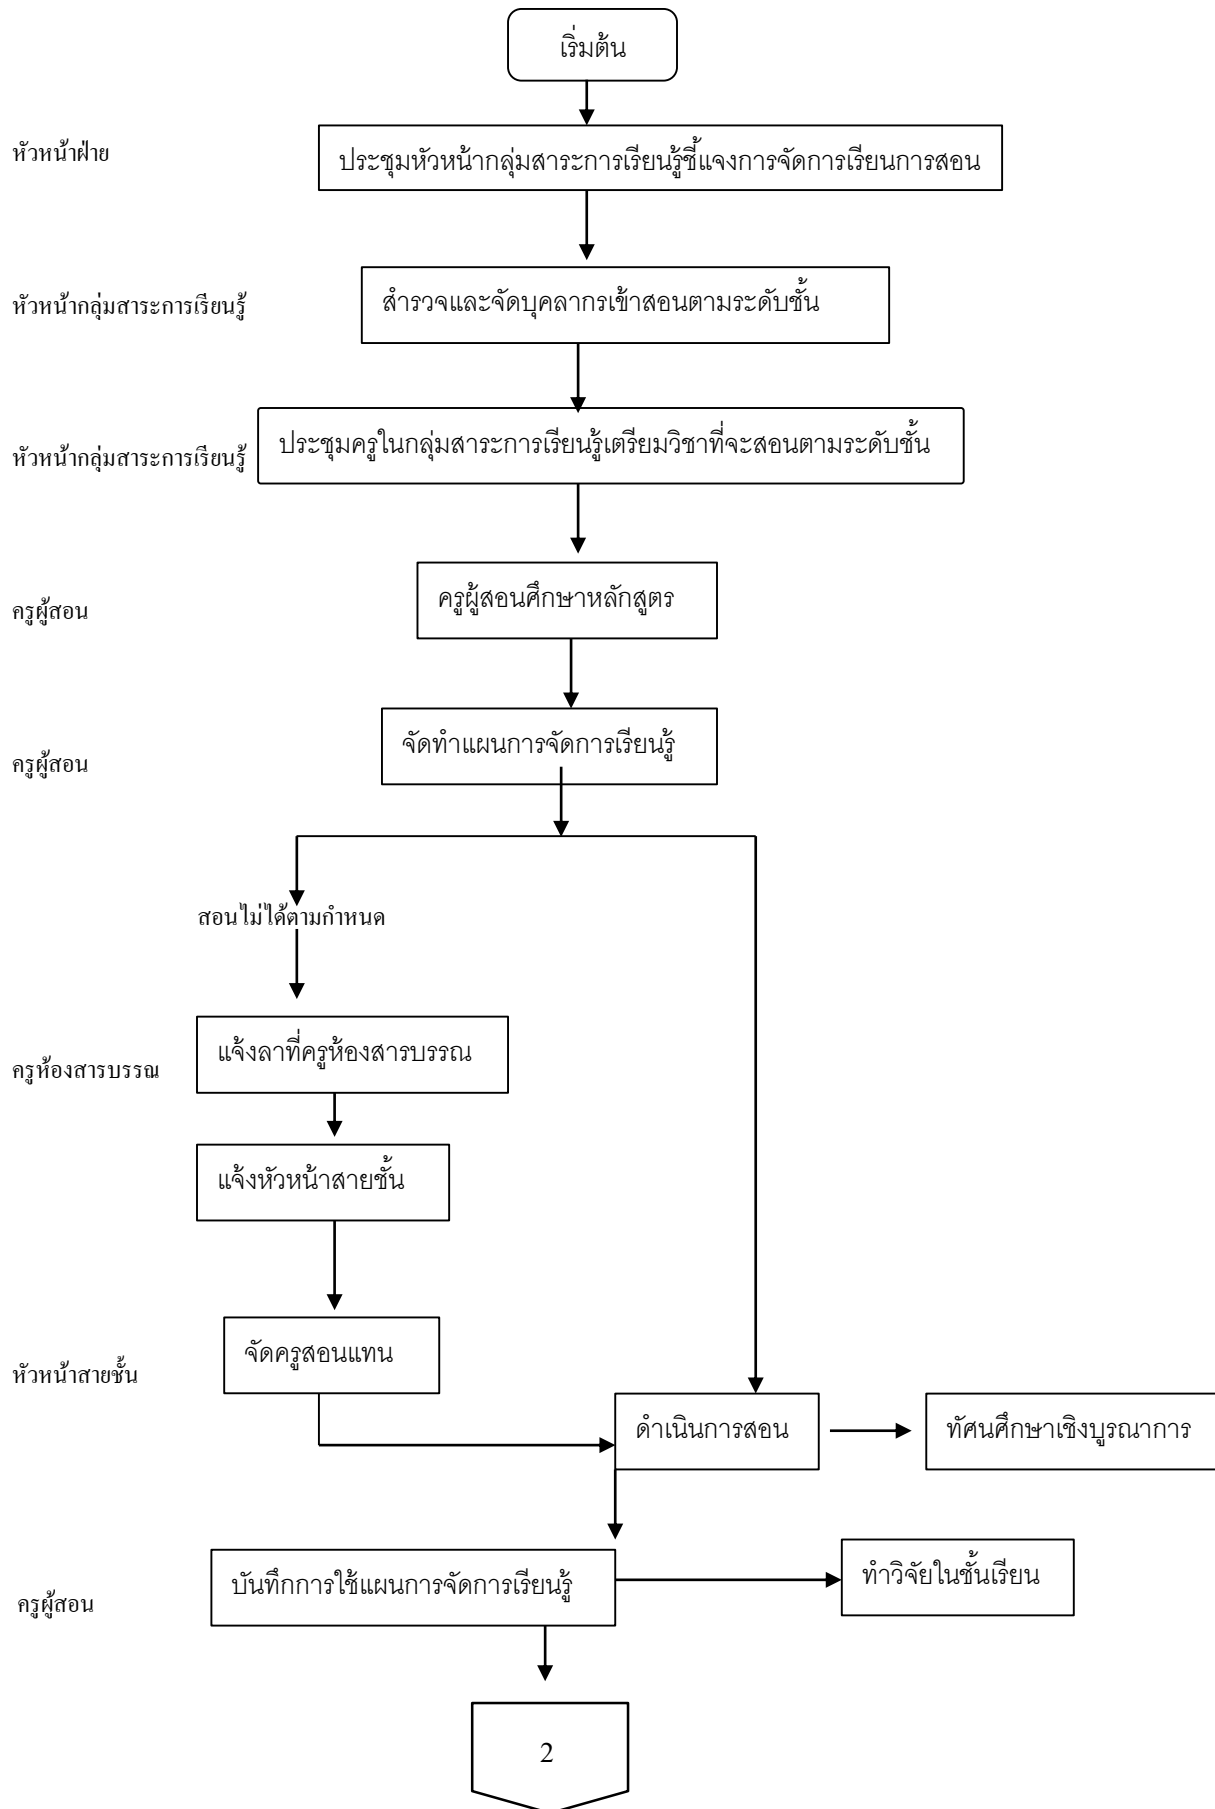 เริ่มต้น
หัวหน้าฝ่าย
ประชุมหัวหน้ากลุ่มสาระการเรียนรู้ชี้แจงการจัดการเรียนการสอน
หัวหน้ากลุ่มสาระการเรียนรู้
สำรวจและจัดบุคลากรเข้าสอนตามระดับชั้น
หัวหน้ากลุ่มสาระการเรียนรู้
ประชุมครูในกลุ่มสาระการเรียนรู้เตรียมวิชาที่จะสอนตามระดับชั้น
ครูผู้สอน
ครูผู้สอนศึกษาหลักสูตร
ครูผู้สอน
จัดทำแผนการจัดการเรียนรู้
สอนไม่ได้ตามกำหนด
ครูห้องสารบรรณ
แจ้งลาที่ครูห้องสารบรรณ
แจ้งหัวหน้าสายชั้น
หัวหน้าสายชั้น
จัดครูสอนแทน
ดำเนินการสอน
ทัศนศึกษาเชิงบูรณาการ
ครูผู้สอน
บันทึกการใช้แผนการจัดการเรียนรู้
ทำวิจัยในชั้นเรียน
2